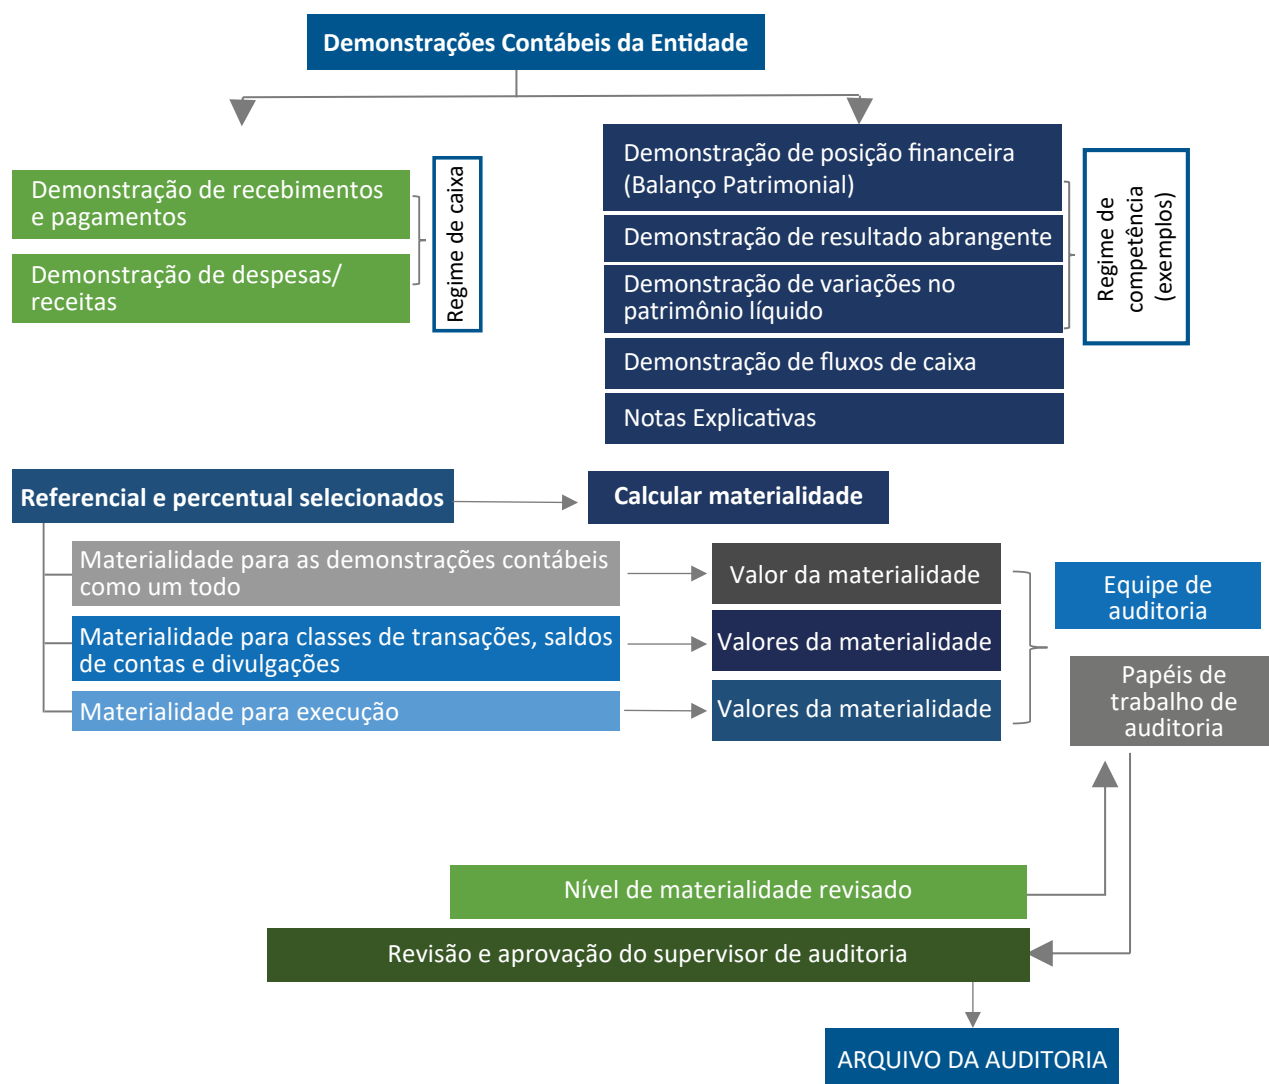 Demonstrações Contábeis da Entidade
Demonstração de recebimentos
e pagamentos
Demonstração de despesas/
receitas
Regime de caixa
Demonstração de posição financeira
(Balanço Patrimonial)
Demonstração de resultado abrangente
Demonstração de variações no
patrimônio líquido
Demonstração de fluxos de caixa
Notas Explicativas
Regime de
competência
(exemplos)
Referencial e percentual selecionados
Calcular materialidade
Materialidade para as demonstrações contábeis
como um todo
Valor da materialidade
Materialidade para classes de transações, saldos
de contas e divulgações
Valores da materialidade
Materialidade para execução
Valores da materialidade
Equipe de
auditoria
Papéis de
trabalho de
auditoria
Nível de materialidade revisado
Revisão e aprovação do supervisor de auditoria
ARQUIVO DA AUDITORIA